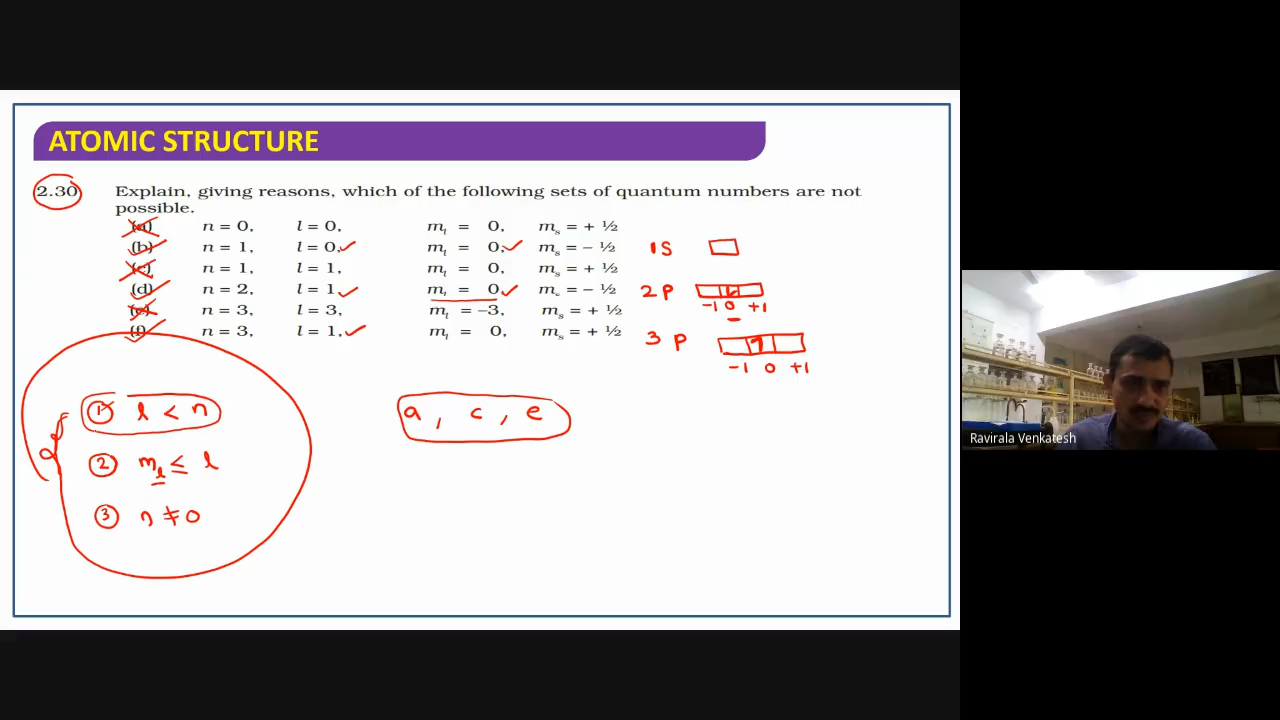 ATOMIC STRUCTURE
2.30 Explain, giving reasons, which of the following sets of quantum numbers are not
possible.
(a) n = 0, l = 0, ml = 0, ms = + ½
(b) n = 1, l = 0, ml = 0, ms = – ½ 1S
(c) n = 1, l = 1, ml = 0, ms = + ½
(d) n = 2, l = 1, ml = 0, ms = – ½ 2 P
-1 0 +1
(e) n = 3, l = 3, ml = –3, ms = + ½
(f) n = 3, l = 1, ml = 0, ms = + ½ 3 P
-1 0 +1
① l < n
a, c, e
② ml ≤ l
③ n ≠ 0
Ravirala Venkatesh